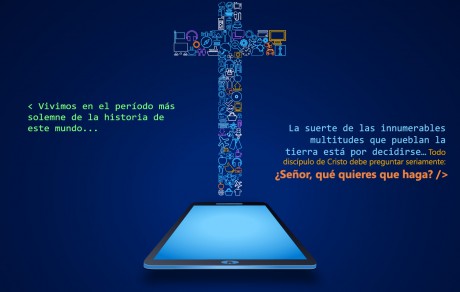 < Vivimos en el período más
solemne de la historia de
este mundo...
La suerte de las innumerables
multitudes que pueblan la
tierra está por decidirse… Todo
discípulo de Cristo debe preguntar seriamente:
¿Señor, qué quieres que haga? />